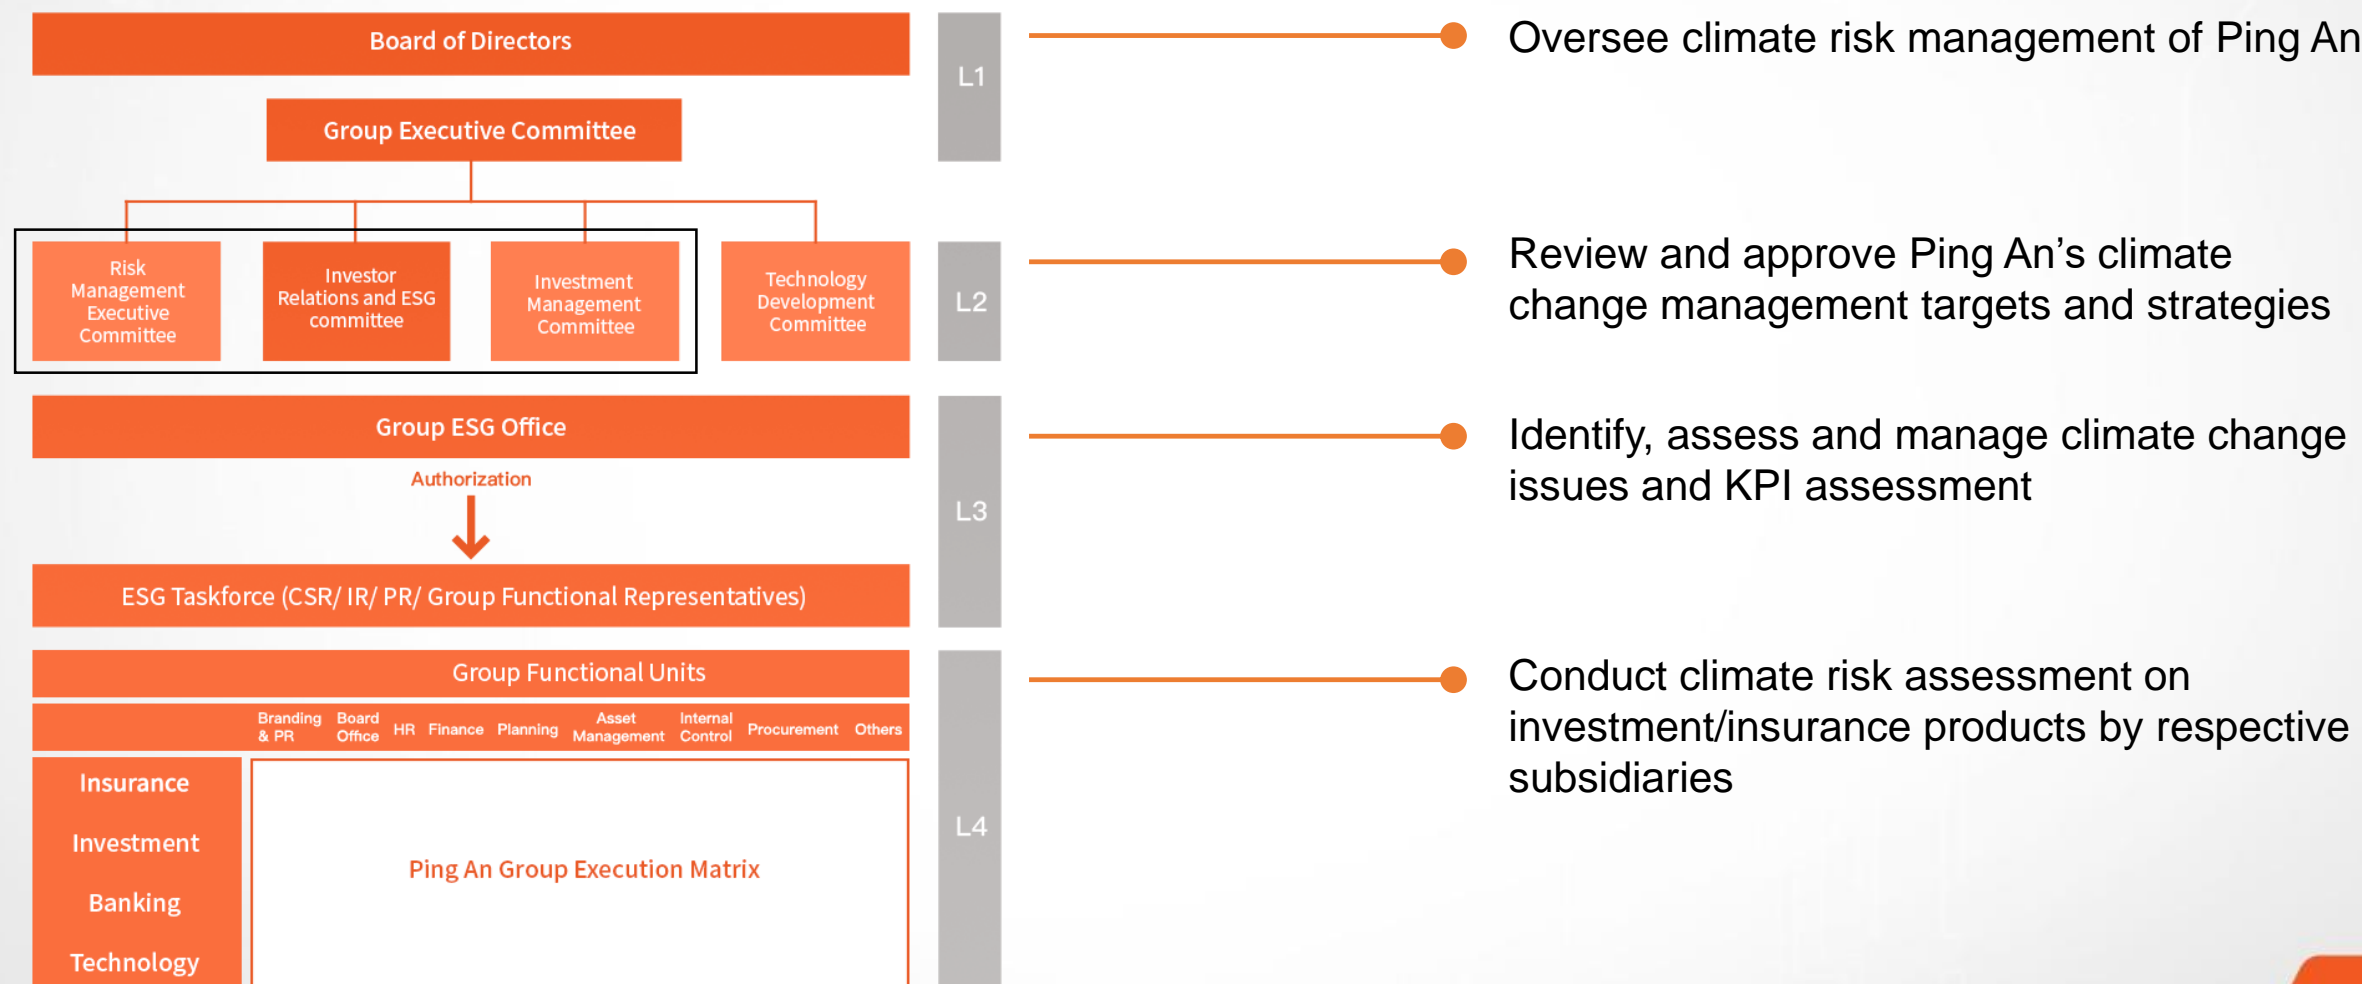 Board of Directors
L1
Oversee climate risk management of Ping An
Group Executive Committee
Risk
Management
Executive
Committee
Investor
Relations and ESG
committee
Investment
Management
Committee
Technology
Development
Committee
L2
Review and approve Ping An’s climate
change management targets and strategies
Group ESG Office
Authorization
ESG Taskforce (CSR/ IR/ PR/ Group Functional Representatives)
L3
Identify, assess and manage climate change
issues and KPI assessment
Group Functional Units
Branding
& PR
Board
Office
HR
Finance
Planning
Asset
Management
Internal
Control
Procurement
Others
Insurance
Investment
Banking
Technology
Ping An Group Execution Matrix
L4
Conduct climate risk assessment on
investment/insurance products by respective
subsidiaries